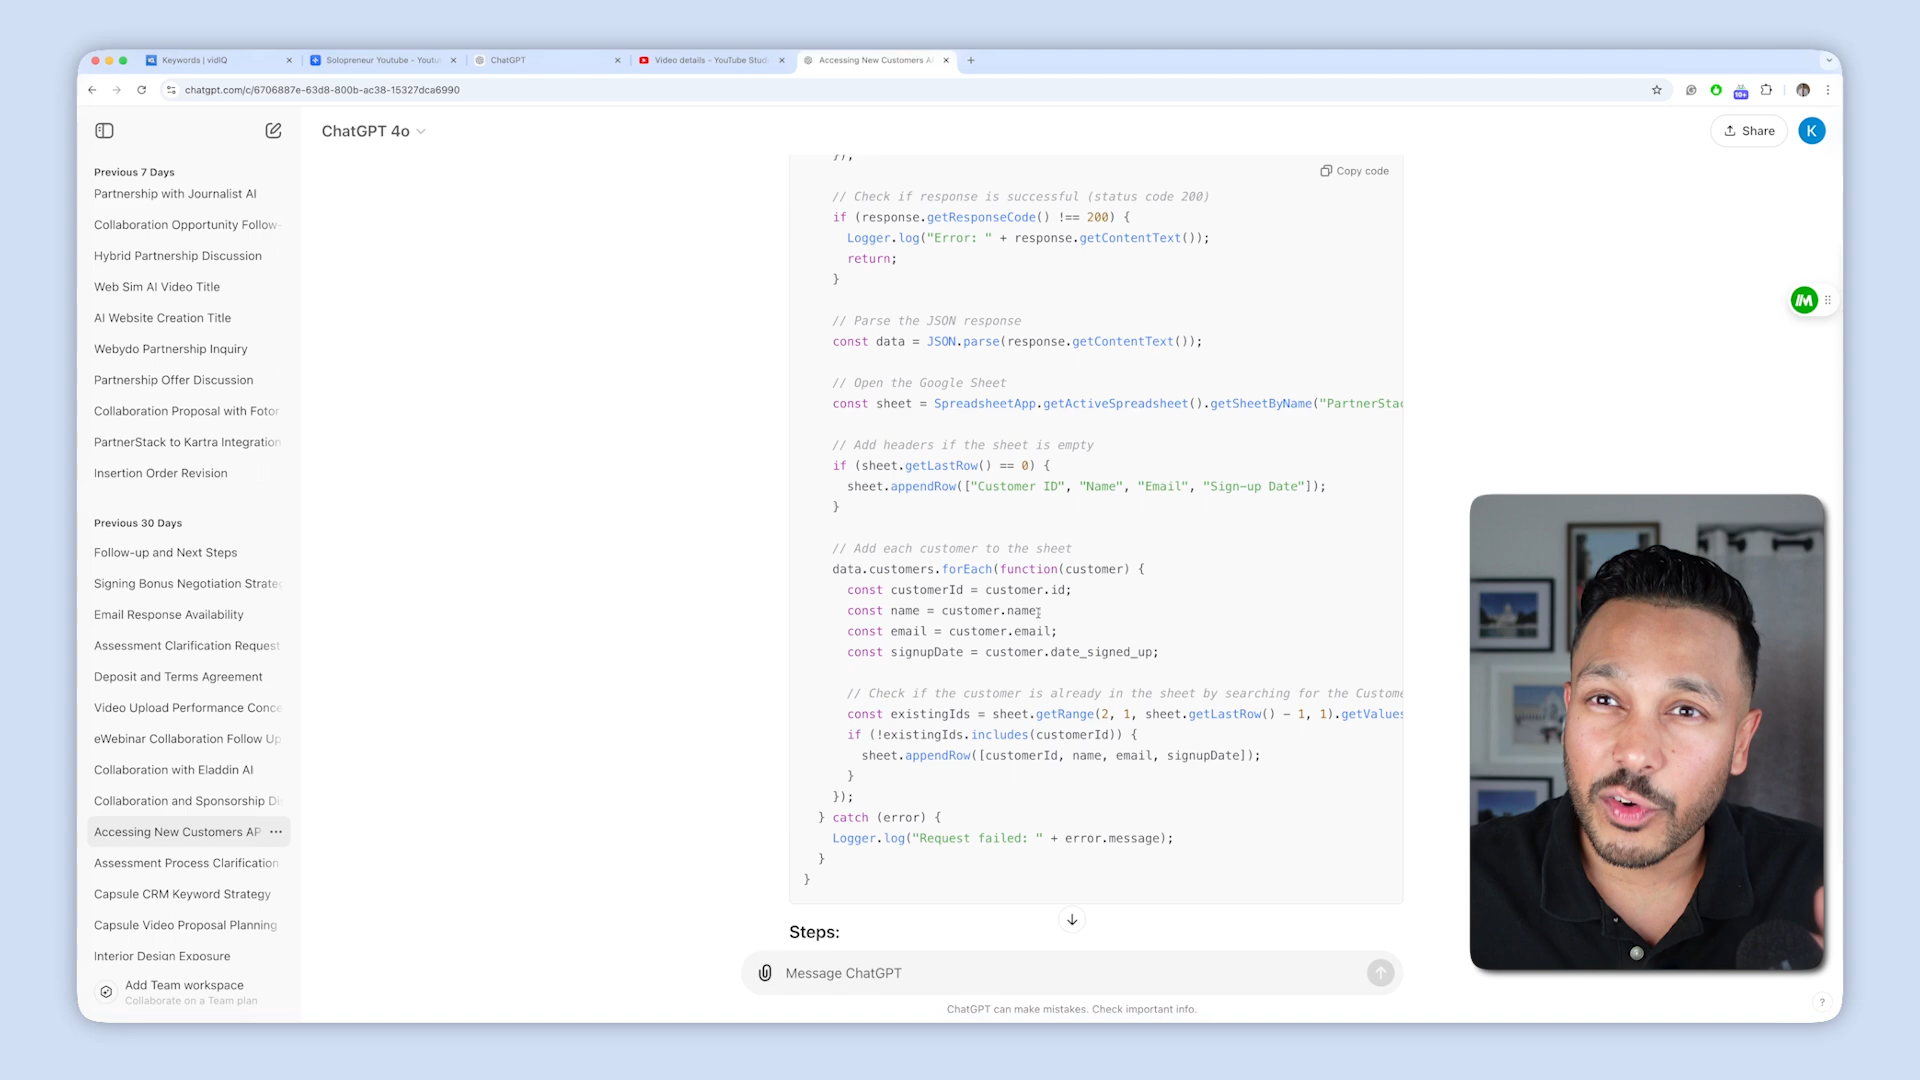 Keywords | vidIQ
Solopreneur Youtube - Youtu
ChatGPT
Video details - YouTube Stud
Accessing New Customers A
chatgpt.com/c/6706887e-63d8-800b-ac38-15327dca6990
10+
ChatGPT 4o
Share
K
Previous 7 Days
Partnership with Journalist AI
Collaboration Opportunity Follow-
Hybrid Partnership Discussion
Web Sim AI Video Title
AI Website Creation Title
Webydo Partnership Inquiry
Partnership Offer Discussion
Collaboration Proposal with Fotor
PartnerStack to Kartra Integration
Insertion Order Revision
Previous 30 Days
Follow-up and Next Steps
Signing Bonus Negotiation Strateg
Email Response Availability
Assessment Clarification Request
Deposit and Terms Agreement
Video Upload Performance Conce
eWebinar Collaboration Follow Up
Collaboration with Eladdin AI
Collaboration and Sponsorship Di
Accessing New Customers AP
Assessment Process Clarification
Capsule CRM Keyword Strategy
Capsule Video Proposal Planning
Interior Design Exposure
Add Team workspace
Collaborate on a Team plan
Copy code
});
// Check if response is successful (status code 200)
if (response.getResponseCode() !== 200) {
Logger.log("Error: " + response.getContentText());
return;
}
// Parse the JSON response
const data = JSON.parse(response.getContentText());
// Open the Google Sheet
const sheet = SpreadsheetApp.getActiveSpreadsheet().getSheetByName("PartnerStac
// Add headers if the sheet is empty
if (sheet.getLastRow() == 0) {
sheet.appendRow(["Customer ID", "Name", "Email", "Sign-up Date"]);
}
// Add each customer to the sheet
data.customers.forEach(function(customer) {
const customerId = customer.id;
const name = customer.name;
const email = customer.email;
const signupDate = customer.date_signed_up;
// Check if the customer is already in the sheet by searching for the Custome
const existingIds = sheet.getRange(2, 1, sheet.getLastRow() - 1, 1).getValues
if (!existingIds.includes(customerId)) {
sheet.appendRow([customerId, name, email, signupDate]);
}
});
} catch (error) {
Logger.log("Request failed: " + error.message);
}
}
Steps:
Message ChatGPT
ChatGPT can make mistakes. Check important info.
?